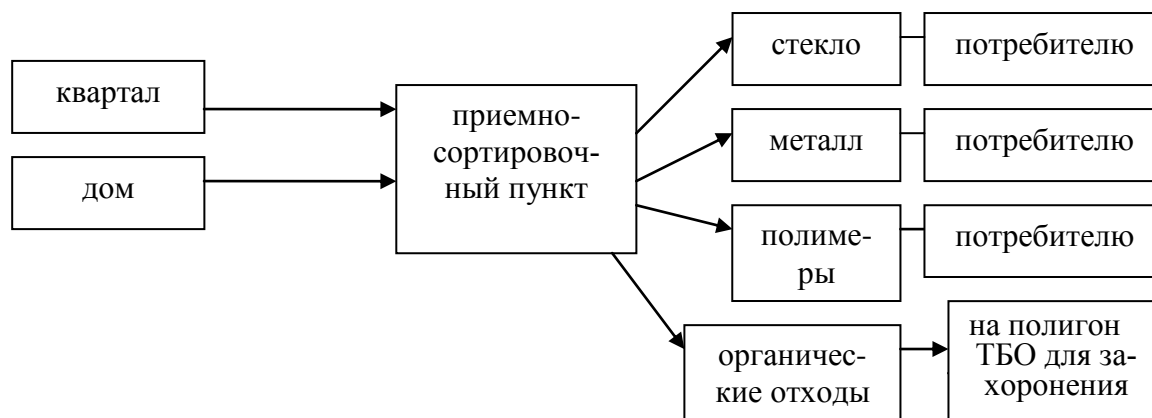 квартал
дом
приемно-
сортировоч-
ный пункт
стекло
потребителю
металл
потребителю
полиме-
ры
потребителю
органичес-
кие отходы
на полигон
ТБО для за-
хоронения